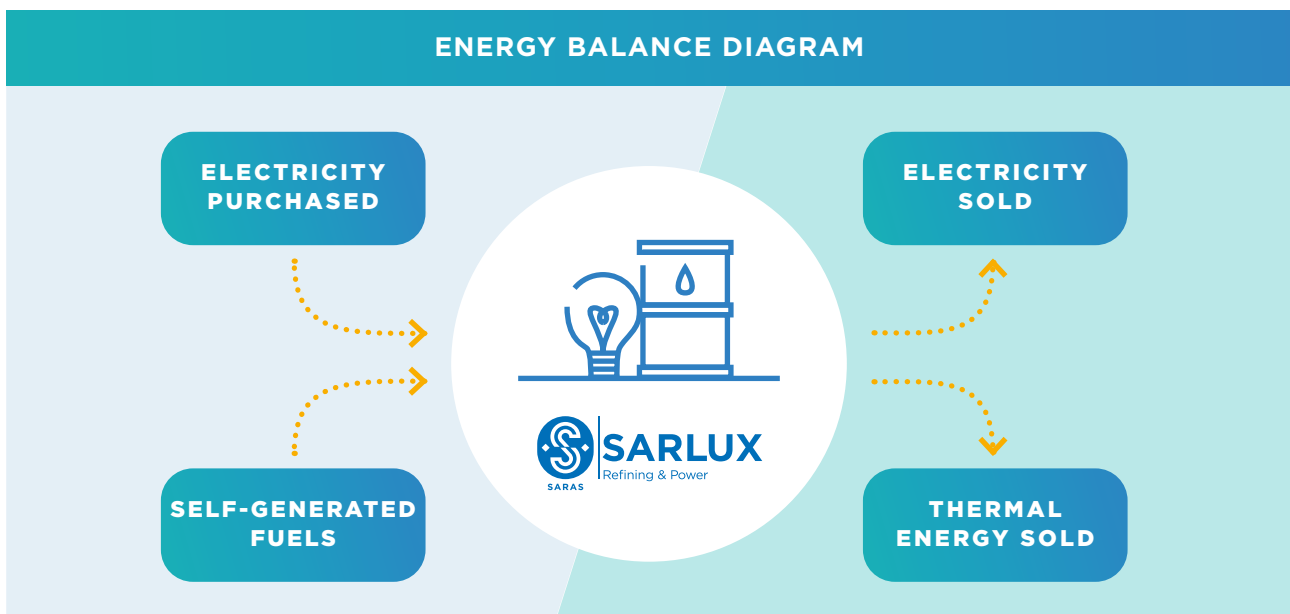 ENERGY BALANCE DIAGRAM
ELECTRICITY
PURCHASED
ELECTRICITY
SOLD
SARLUX
Refining & Power
SARAS
SELF-GENERATED
FUELS
THERMAL
ENERGY SOLD